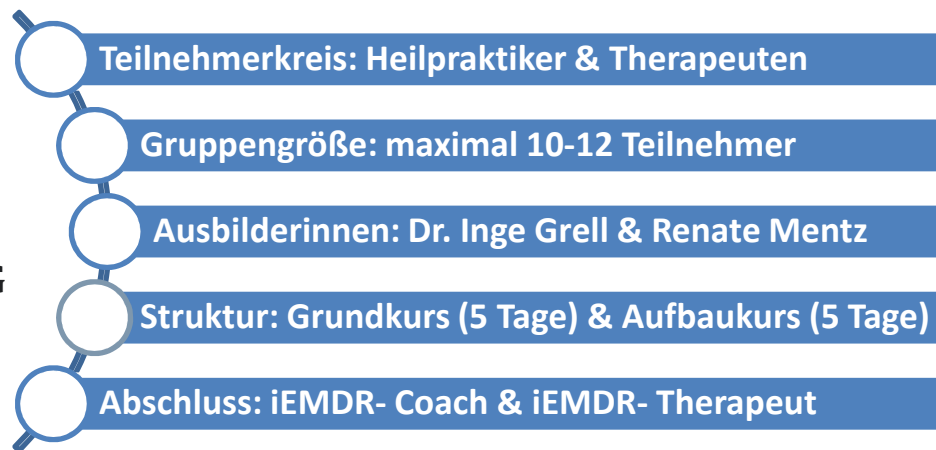 Teilnehmerkreis: Heilpraktiker & Therapeuten
Gruppengröße: maximal 10-12 Teilnehmer
Ausbilderinnen: Dr. Inge Grell & Renate Mentz
Struktur: Grundkurs (5 Tage) & Aufbaukurs (5 Tage)
Abschluss: iEMDR- Coach & iEMDR- Therapeut